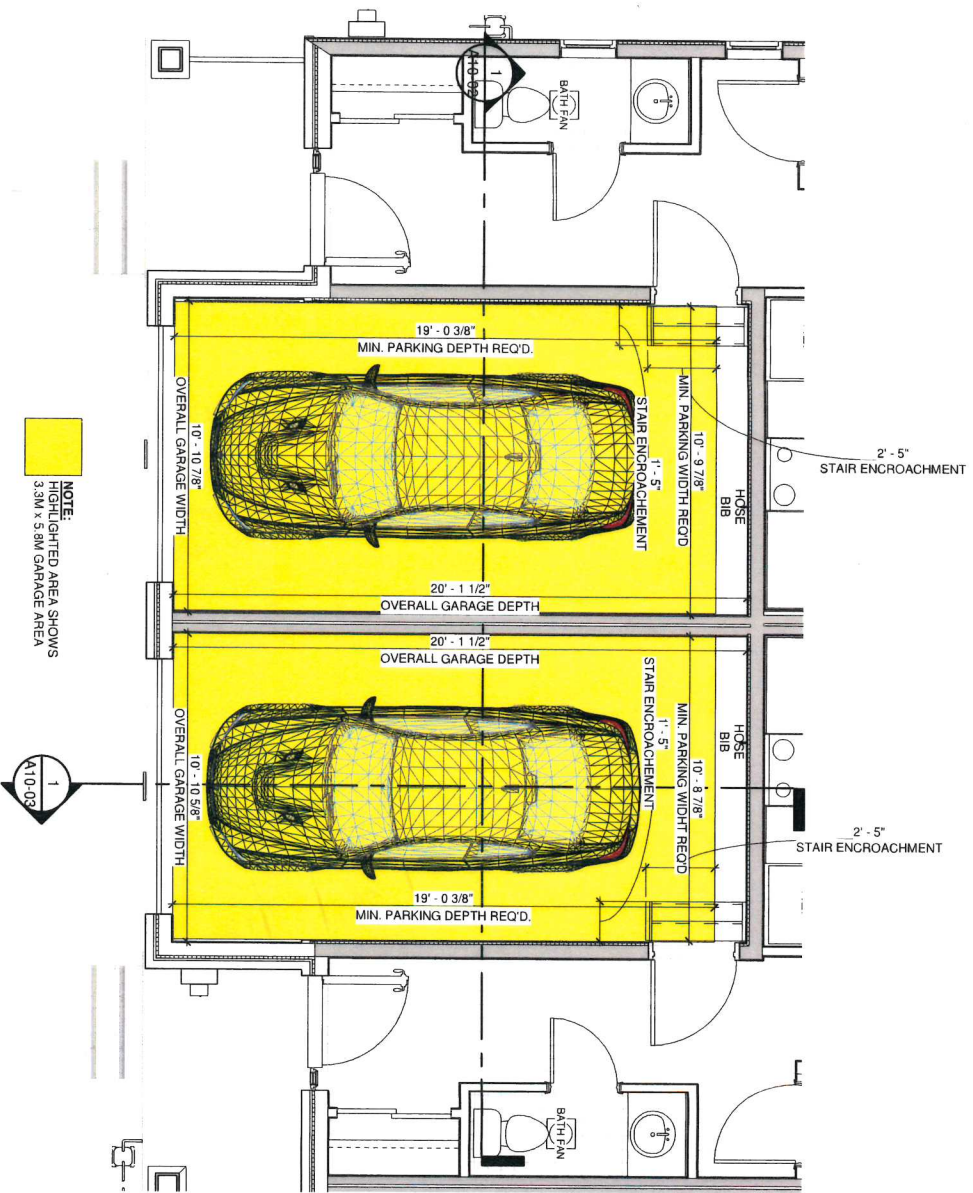 1
A10-02
BATH FAN
19' - 0 3/8"
MIN. PARKING DEPTH REQ'D.
10' - 9 7/8"
MIN. PARKING WIDTH REQ'D
1' - 5"
STAIR ENCROACHEMENT
2' - 5"
STAIR ENCROACHMENT
HOSE
BIB
10' - 10 7/8"
OVERALL GARAGE WIDTH
20' - 1 1/2"
OVERALL GARAGE DEPTH
20' - 1 1/2"
OVERALL GARAGE DEPTH
NOTE:
HIGHLIGHTED AREA SHOWS
3.3M x 5.8M GARAGE AREA
1' - 5"
STAIR ENCROACHEMENT
10' - 8 7/8"
MIN. PARKING WIDHT REQ'D
HOSE
BIB
10' - 10 5/8"
OVERALL GARAGE WIDTH
1
A10-03
2' - 5"
STAIR ENCROACHMENT
19' - 0 3/8"
MIN. PARKING DEPTH REQ'D.
BATH FAN